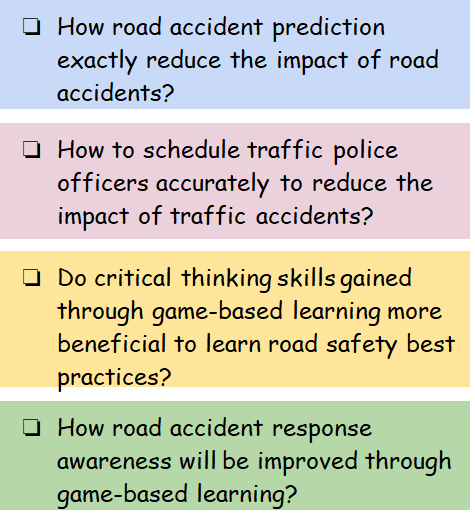 ❏ How road accident prediction
exactly reduce the impact of road
accidents?
❏ How to schedule traffic police
officers accurately to reduce the
impact of traffic accidents?
❏ Do critical thinking skills gained
through game-based learning more
beneficial to learn road safety best
practices?
❏ How road accident response
awareness will be improved through
game-based learning?